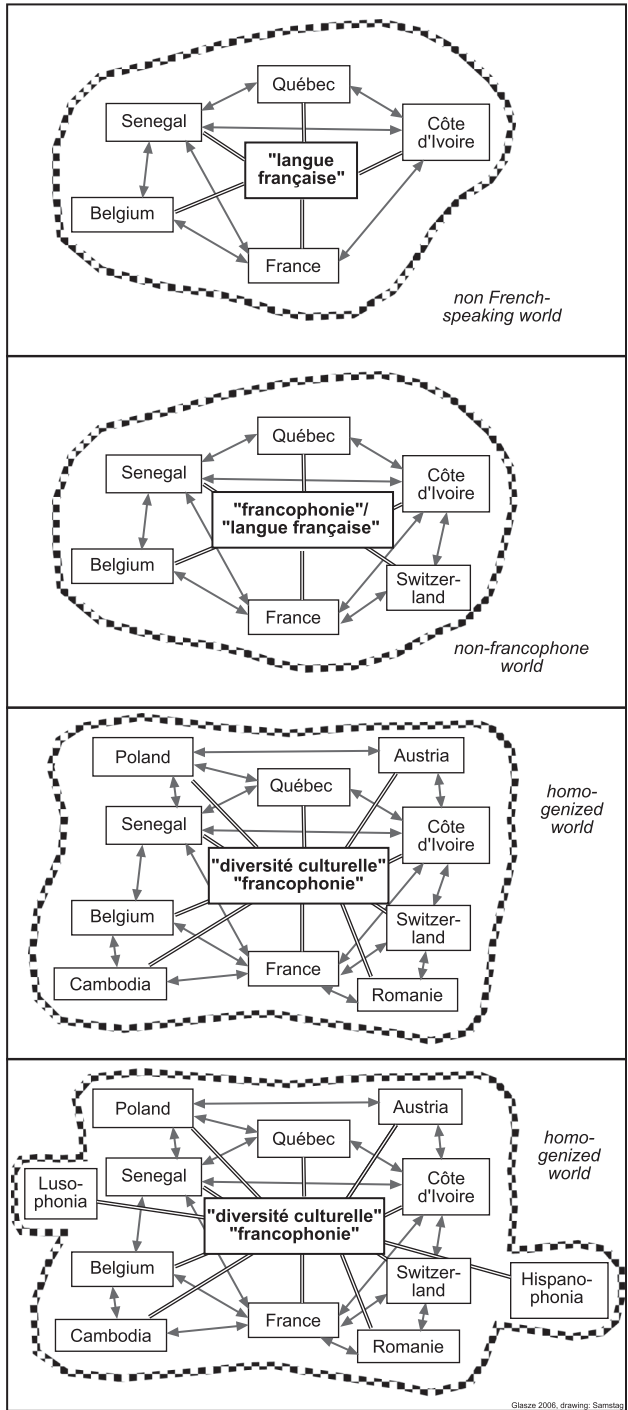 Québec
Senegal
Côte
d'Ivoire
"langue
française"
Belgium
France
non French-
speaking world
Québec
Senegal
Côte
d'Ivoire
"francophonie"/
"langue française"
Belgium
Switzer-
land
France
non-francophone
world
Poland
Austria
Québec
homo-
genized
world
Senegal
Côte
d'Ivoire
"diversité culturelle"
"francophonie"
Belgium
Switzer-
land
France
Cambodia
Romanie
Poland
Austria
Québec
homo-
genized
world
Senegal
Côte
d'Ivoire
Luso-
phonia
"diversité culturelle"
"francophonie"
Belgium
Switzer-
land
Hispano-
phonia
France
Cambodia
Romanie
Glasze 2006, drawing: Samstag